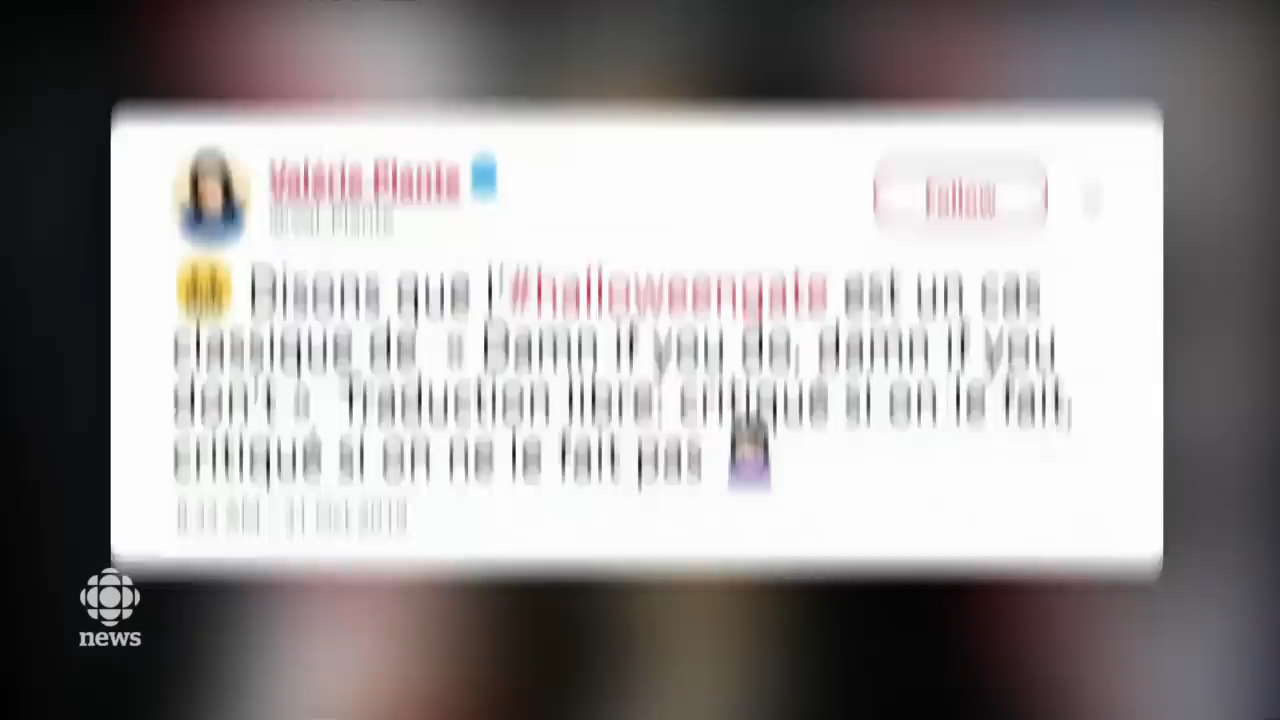 Valérie Plante
Follow
Disons que l'#halloweengate est un cas
classique de « Damn if you do, damn if you
don't » Traduction libre: critiqué si on le fait,
critiqué si on ne le fait pas
news